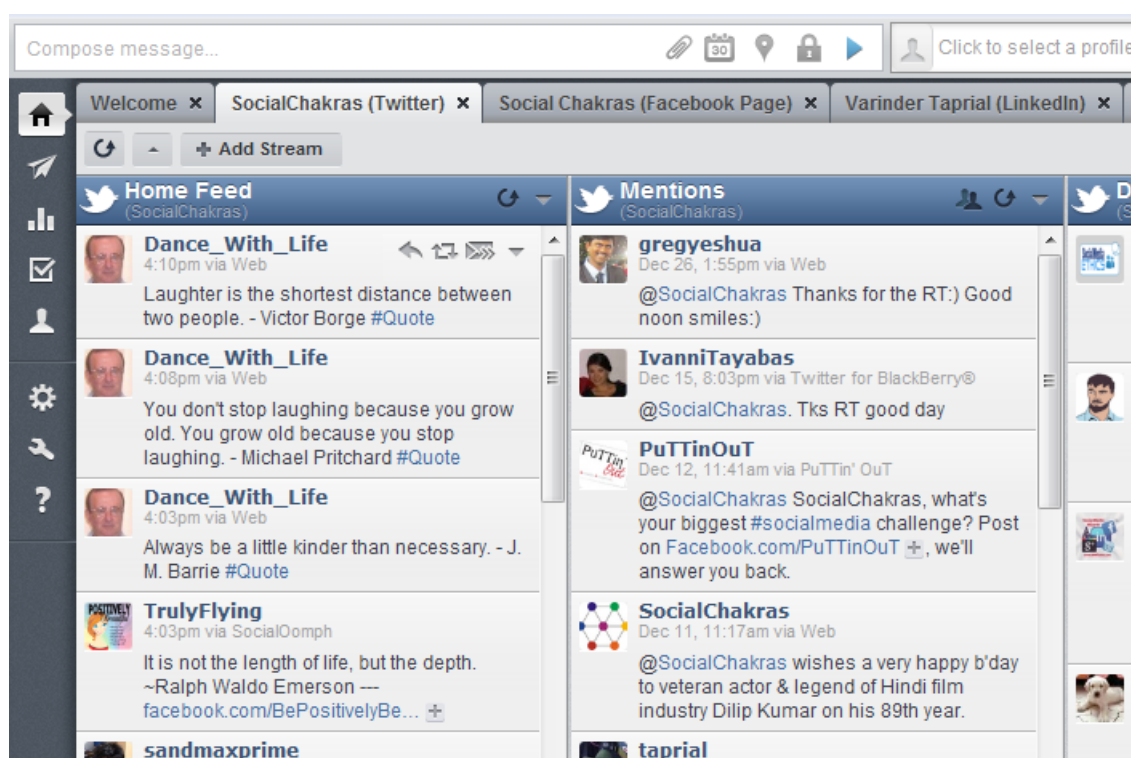 Compose message...
30
Click to select a profile
Welcome
SocialChakras (Twitter)
Social Chakras (Facebook Page)
Varinder Taprial (LinkedIn)
Add Stream
Home Feed
(SocialChakras)
Dance_With_Life
4:10pm via Web
Laughter is the shortest distance between
two people. - Victor Borge #Quote
Dance_With_Life
4:08pm via Web
You don't stop laughing because you grow
old. You grow old because you stop
laughing. - Michael Pritchard #Quote
Dance_With_Life
4:03pm via Web
Always be a little kinder than necessary. - J.
M. Barrie #Quote
POSITIVELY
TrulyFlying
4:03pm via SocialOomph
It is not the length of life, but the depth.
~Ralph Waldo Emerson ---
facebook.com/BePositivelyBe...
sandmaxprime
Mentions
(SocialChakras)
gregyeshua
Dec 26, 1:55pm via Web
@SocialChakras Thanks for the RT:) Good
noon smiles:)
IvanniTayabas
Dec 15, 8:03pm via Twitter for BlackBerry®
@SocialChakras. Tks RT good day
PuTTin'
Out
PuTTinOuT
Dec 12, 11:41am via PuTTin' OuT
@SocialChakras SocialChakras, what's
your biggest #socialmedia challenge? Post
on Facebook.com/PuTTinOuT, we'll
answer you back.
SocialChakras
Dec 11, 11:17am via Web
@SocialChakras wishes a very happy b'day
to veteran actor & legend of Hindi film
industry Dilip Kumar on his 89th year.
taprial
D
(S